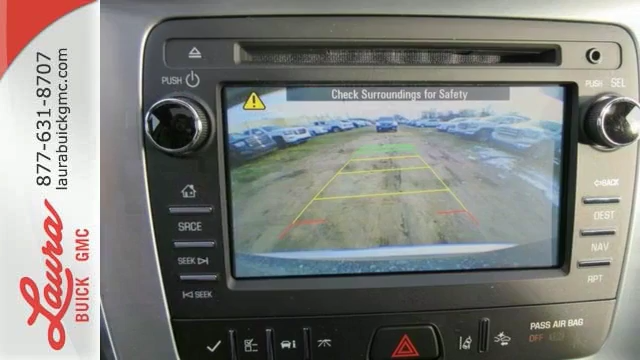 877-631-8707
laurabuickgmc.com
Laura
BUICK GMC
PUSH
PUSH SEL
Check Surroundings for Safety
SRCE
SEEK
SEEK
BACK
DEST
NAV
RPT
PASS AIR BAG
OFF